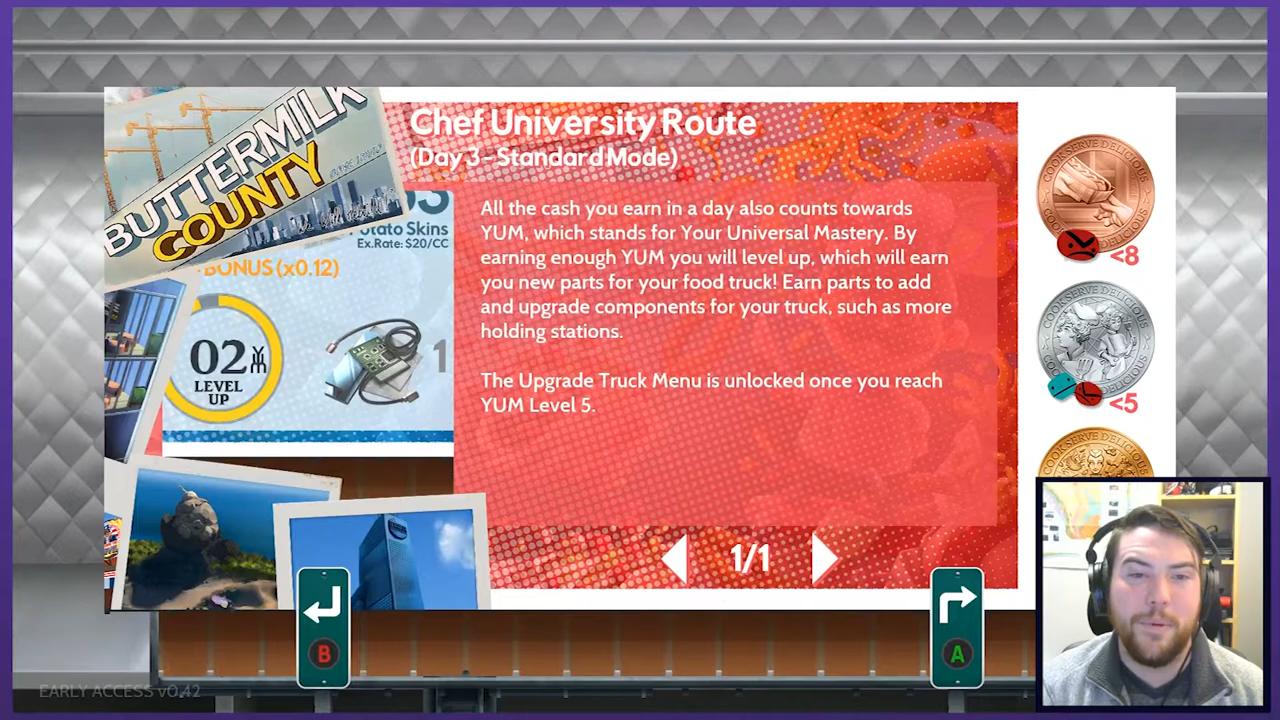 BUTTERMILK
COUNTY
Chef University Route
(Day 3 - Standard Mode)
Potato Skins
Ex.Rate: $20/CC
BONUS (x0.12)
02
LEVEL
UP
1
All the cash you earn in a day also counts towards
YUM, which stands for Your Universal Mastery. By
earning enough YUM you will level up, which will earn
you new parts for your food truck! Earn parts to add
and upgrade components for your truck, such as more
holding stations.
The Upgrade Truck Menu is unlocked once you reach
YUM Level 5.
1/1
B
A
COOK SERVE DELICIOUS
<8
COOK SERVE DELICIOUS
<5
COOK SERVE DELICIOUS
EARLY ACCESS v0.42